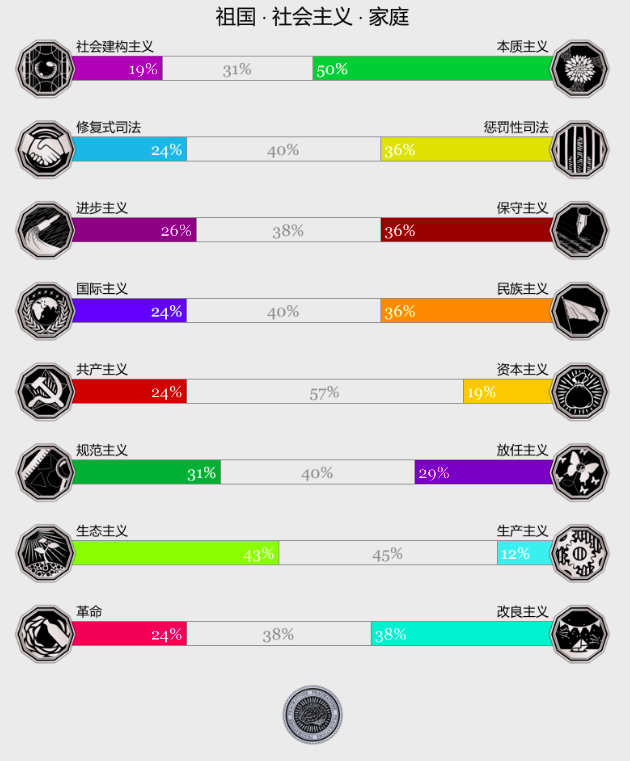 祖国 · 社会主义 · 家庭
社会建构主义 本质主义
19% 31% 50%
修复式司法 惩罚性司法
24% 40% 36%
进步主义 保守主义
26% 38% 36%
国际主义 民族主义
24% 40% 36%
共产主义 资本主义
24% 57% 19%
规范主义 放任主义
31% 40% 29%
生态主义 生产主义
43% 45% 12%
革命 改良主义
24% 38% 38%